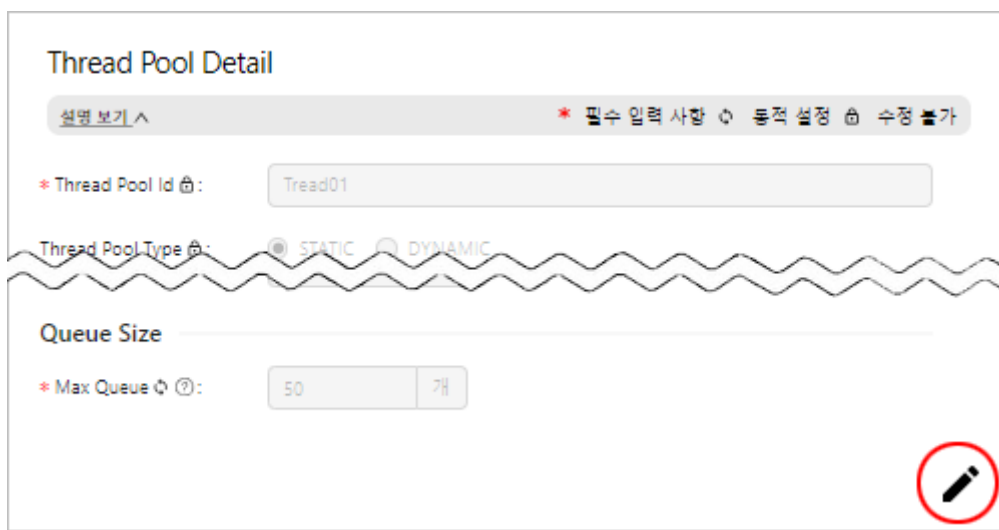 Thread Pool Detail
설명 보기 * 필수 입력 사항 동적 설정 수정 불가
* Thread Pool Id : Tread01
Thread Pool Type : STATIC DYNAMIC
Queue Size
* Max Queue ? : 50 개